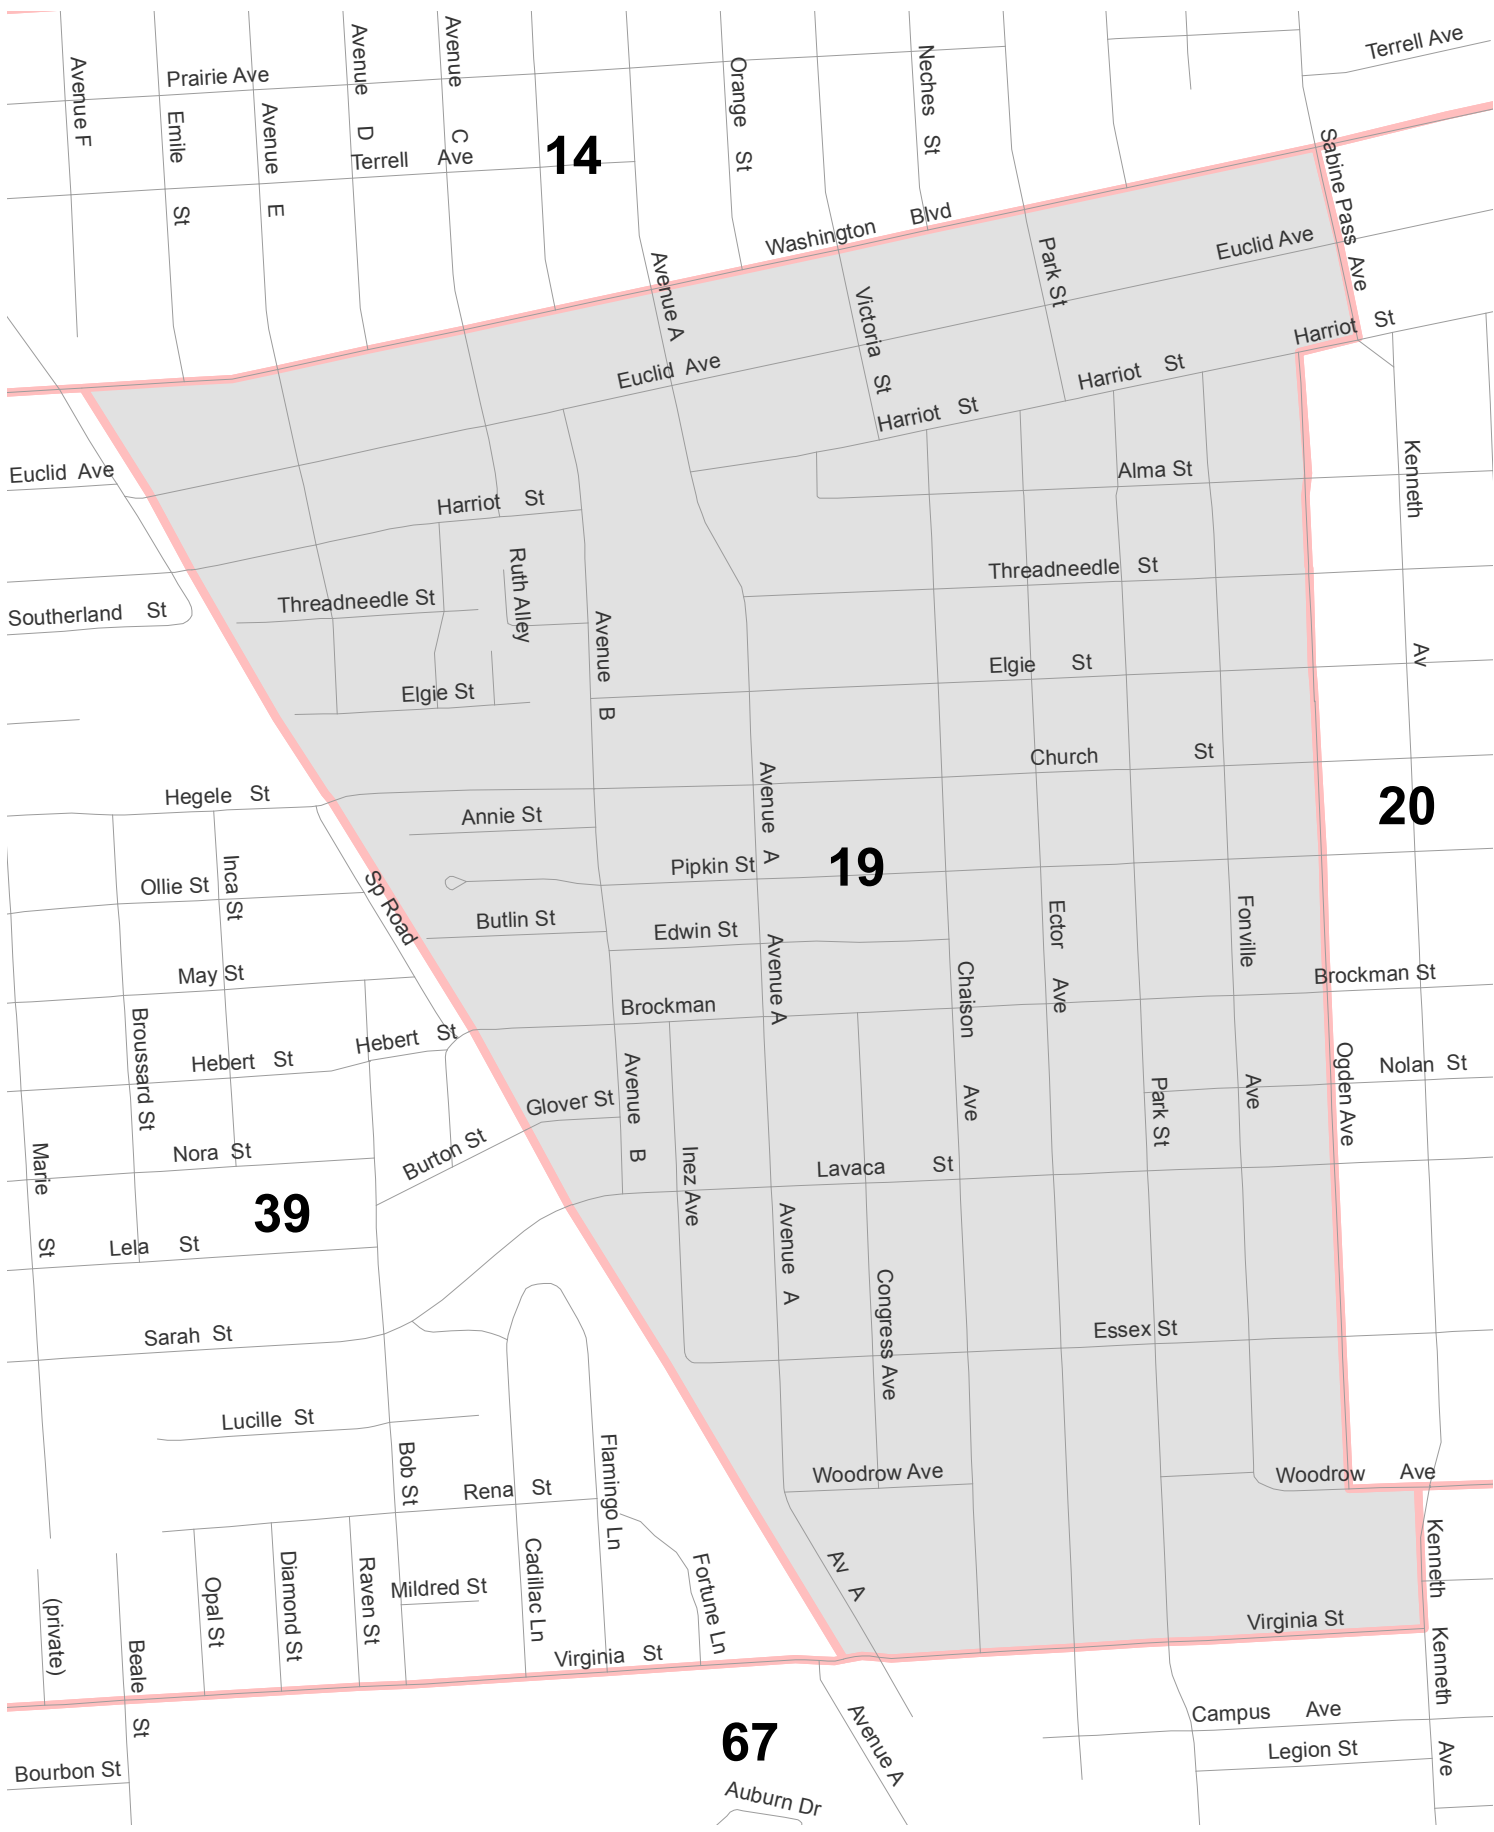 Terrell Ave
Avenue F
Prairie Ave
Emile St
Avenue E
Avenue D
Avenue C
Terrell Ave
14
Orange St
Neches St
Sabine Pass Ave
Washington Blvd
Avenue A
Park St
Euclid Ave
Victoria St
Harriot St
Euclid Ave
Harriot St
Harriot St
Euclid Ave
Kenneth Av
Alma St
Harriot St
Ruth Alley
Threadneedle St
Threadneedle St
Southerland St
Avenue B
Elgie St
Elgie St
Church St
Hegele St
Annie St
Avenue A
20
Inca St
Ollie St
Sp Road
Pipkin St
19
Butlin St
Edwin St
Avenue A
Ector Ave
Fonville Ave
May St
Chaison Ave
Brockman St
Broussard St
Brockman
Hebert St
Hebert St
Ogden Ave
Nolan St
Avenue B
Glover St
Park St
Marie St
Nora St
Burton St
Inez Ave
Lavaca St
39
Avenue A
Lela St
Congress Ave
Sarah St
Essex St
Lucille St
Bob St
Flamingo Ln
Woodrow Ave
Woodrow Ave
Rena St
Kenneth
Cadillac Ln
Fortune Ln
Av A
Opal St
Diamond St
Raven St
Mildred St
(private)
Virginia St
Kenneth Ave
Beale St
Virginia St
Avenue A
Campus Ave
67
Legion St
Bourbon St
Auburn Dr